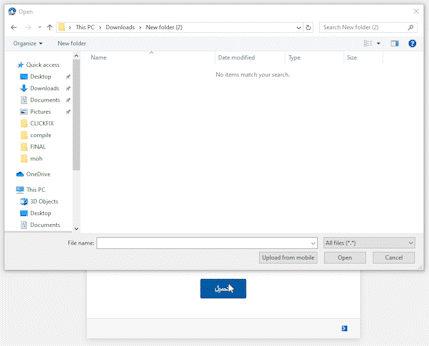 Open
This PC > Downloads > New folder (2)
Search New folder (2)
Organize
New folder
Name
Date modified
Type
Size
No items match your search.
Quick access
Desktop
Downloads
Documents
Pictures
CLICKFIX
compile
FINAL
moh
OneDrive
This PC
3D Objects
Desktop
Documents
File name:
All files (*.*)
Upload from mobile
Open
Cancel